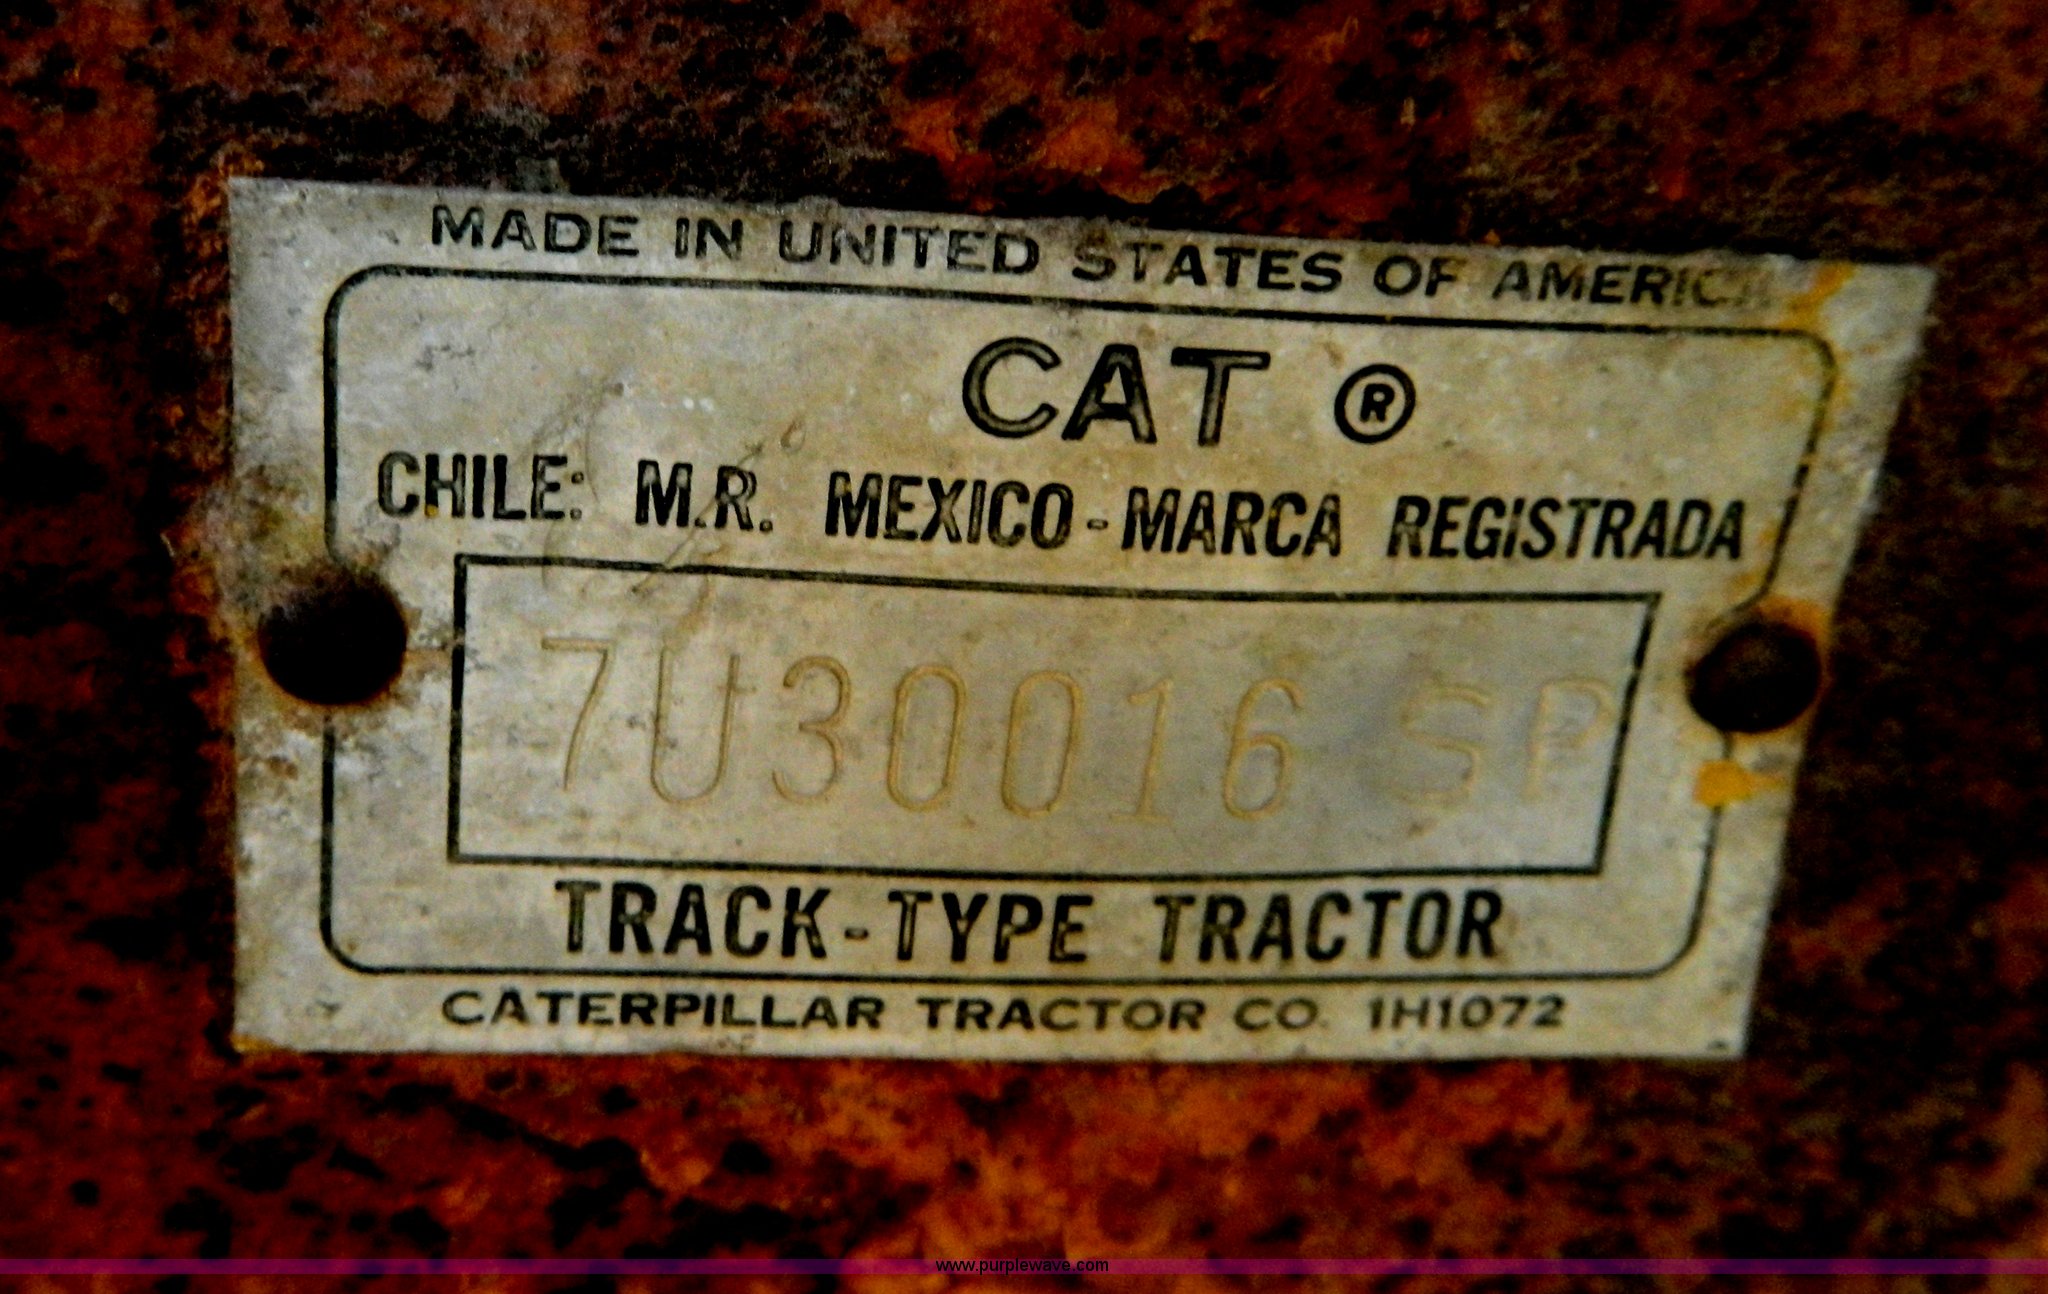 MADE IN UNITED STATES OF AMERICA
CAT ®
CHILE: M.R. MEXICO-MARCA REGISTRADA
7U30016 SP
TRACK-TYPE TRACTOR
CATERPILLAR TRACTOR CO. 1H1072
www.purplewave.com